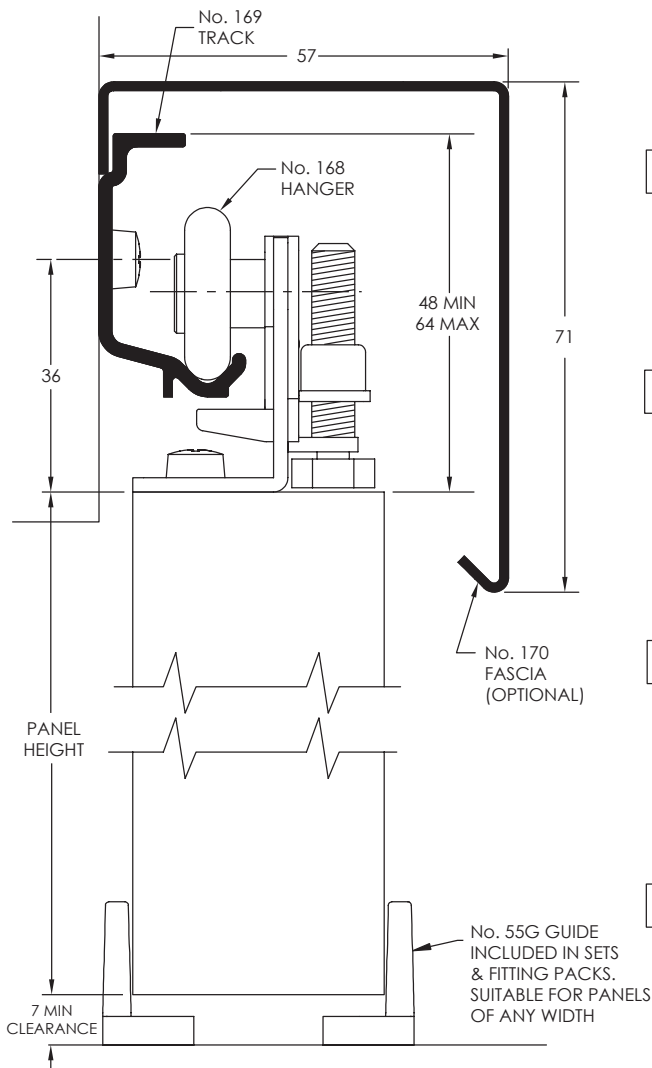 No. 169
TRACK
57
No. 168
HANGER
48 MIN
64 MAX
71
36
No. 170
FASCIA
(OPTIONAL)
PANEL
HEIGHT
No. 55G GUIDE
INCLUDED IN SETS
& FITTING PACKS.
SUITABLE FOR PANELS
OF ANY WIDTH
7 MIN
CLEARANCE